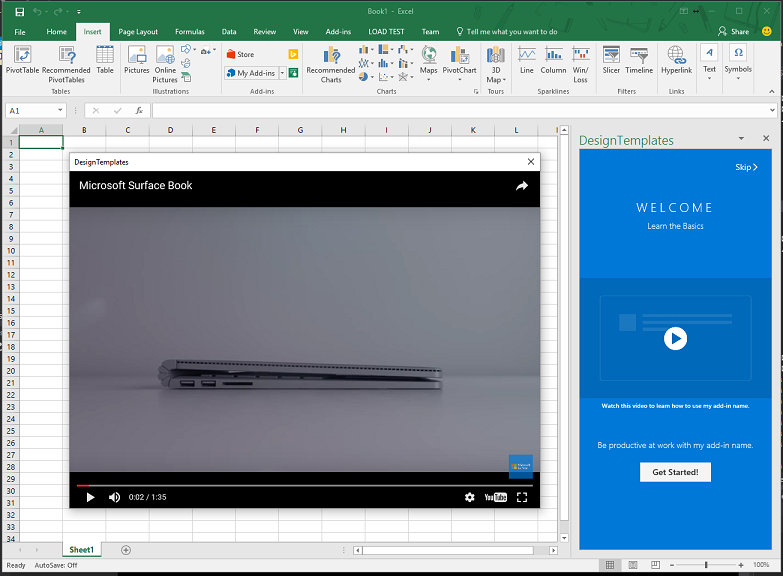 Book1 - Excel
File Home Insert Page Layout Formulas Data Review View Add-ins LOAD TEST Team Tell me what you want to do Share
PivotTable Recommended PivotTables Table
Tables
Pictures Online Pictures
Illustrations
Store
My Add-ins
Add-ins
Recommended Charts
Maps PivotChart
Charts
3D Map
Tours
Line Column Win/Loss
Sparklines
Slicer Timeline
Filters
Hyperlink
Links
Text Symbols
A1 fx
A B C D E F G H I J K L
1
2
3
4
5
6
7
8
9
10
11
12
13
14
15
16
17
18
19
20
21
22
23
24
25
26
27
28
29
30
31
32
33
34
DesignTemplates
Microsoft Surface Book
0:02 / 1:35
YouTube
DesignTemplates
Skip
WELCOME
Learn the Basics
Watch this video to learn how to use my add-in name.
Be productive at work with my add-in name.
Get Started!
Sheet1
Ready AutoSave: Off 100%